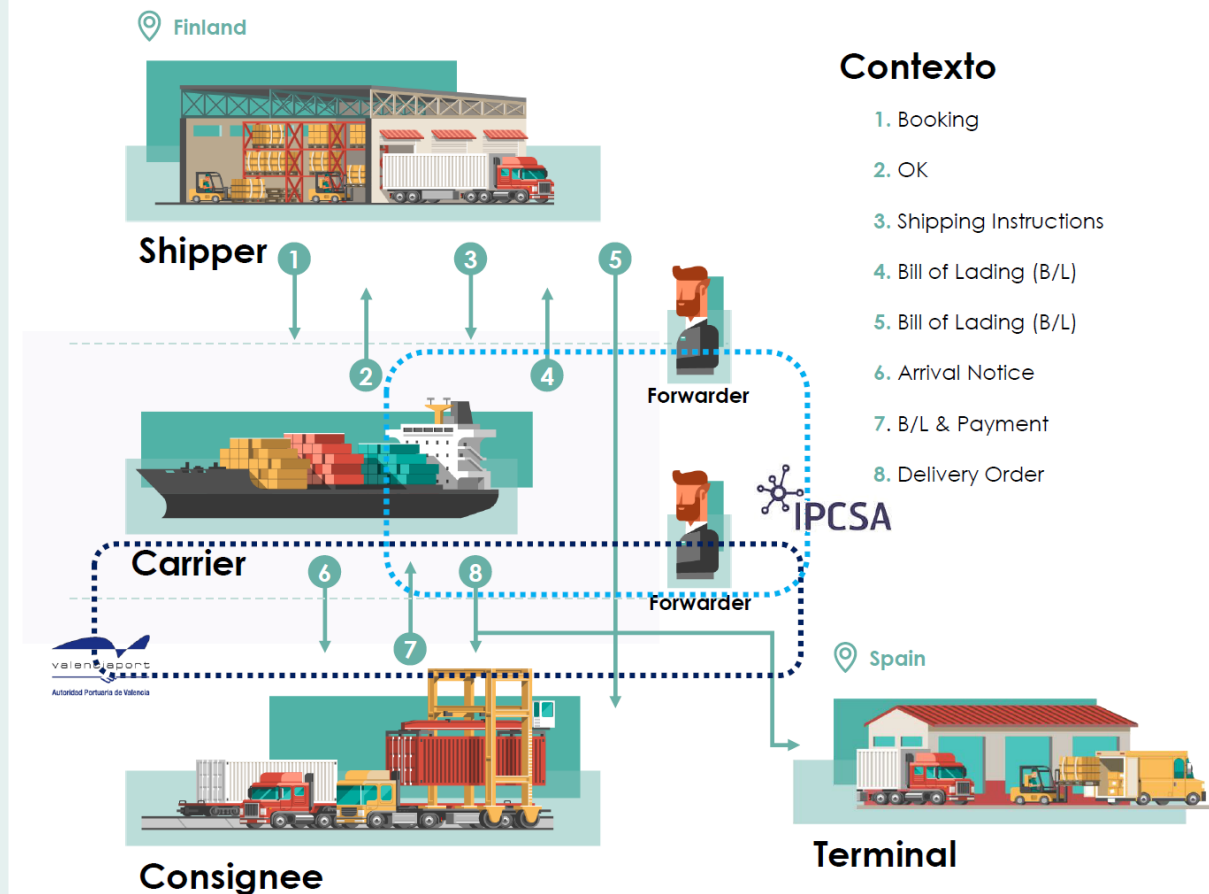 Finland
Contexto
1. Booking
2. OK
3. Shipping Instructions
4. Bill of Lading (B/L)
5. Bill of Lading (B/L)
6. Arrival Notice
7. B/L & Payment
8. Delivery Order
Shipper
1
3
5
2
4
Forwarder
IPCSA
Carrier
6
8
Forwarder
7
valenciaport
Autoridad Portuaria de Valencia
Spain
Terminal
Consignee